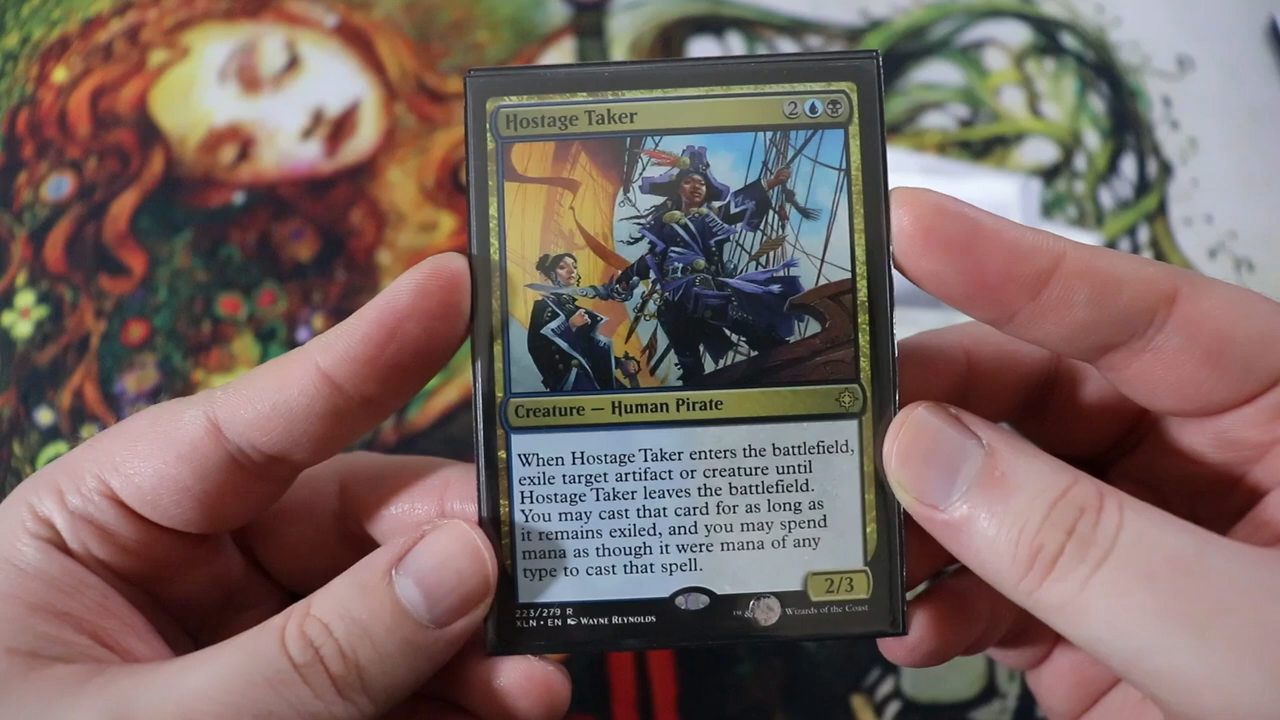 Hostage Taker 2
Creature — Human Pirate
When Hostage Taker enters the battlefield,
exile target artifact or creature until
Hostage Taker leaves the battlefield.
You may cast that card for as long as
it remains exiled, and you may spend
mana as though it were mana of any
type to cast that spell.
2/3
223/279 R
XLN • EN Wayne Reynolds
™ & Wizards of the Coast